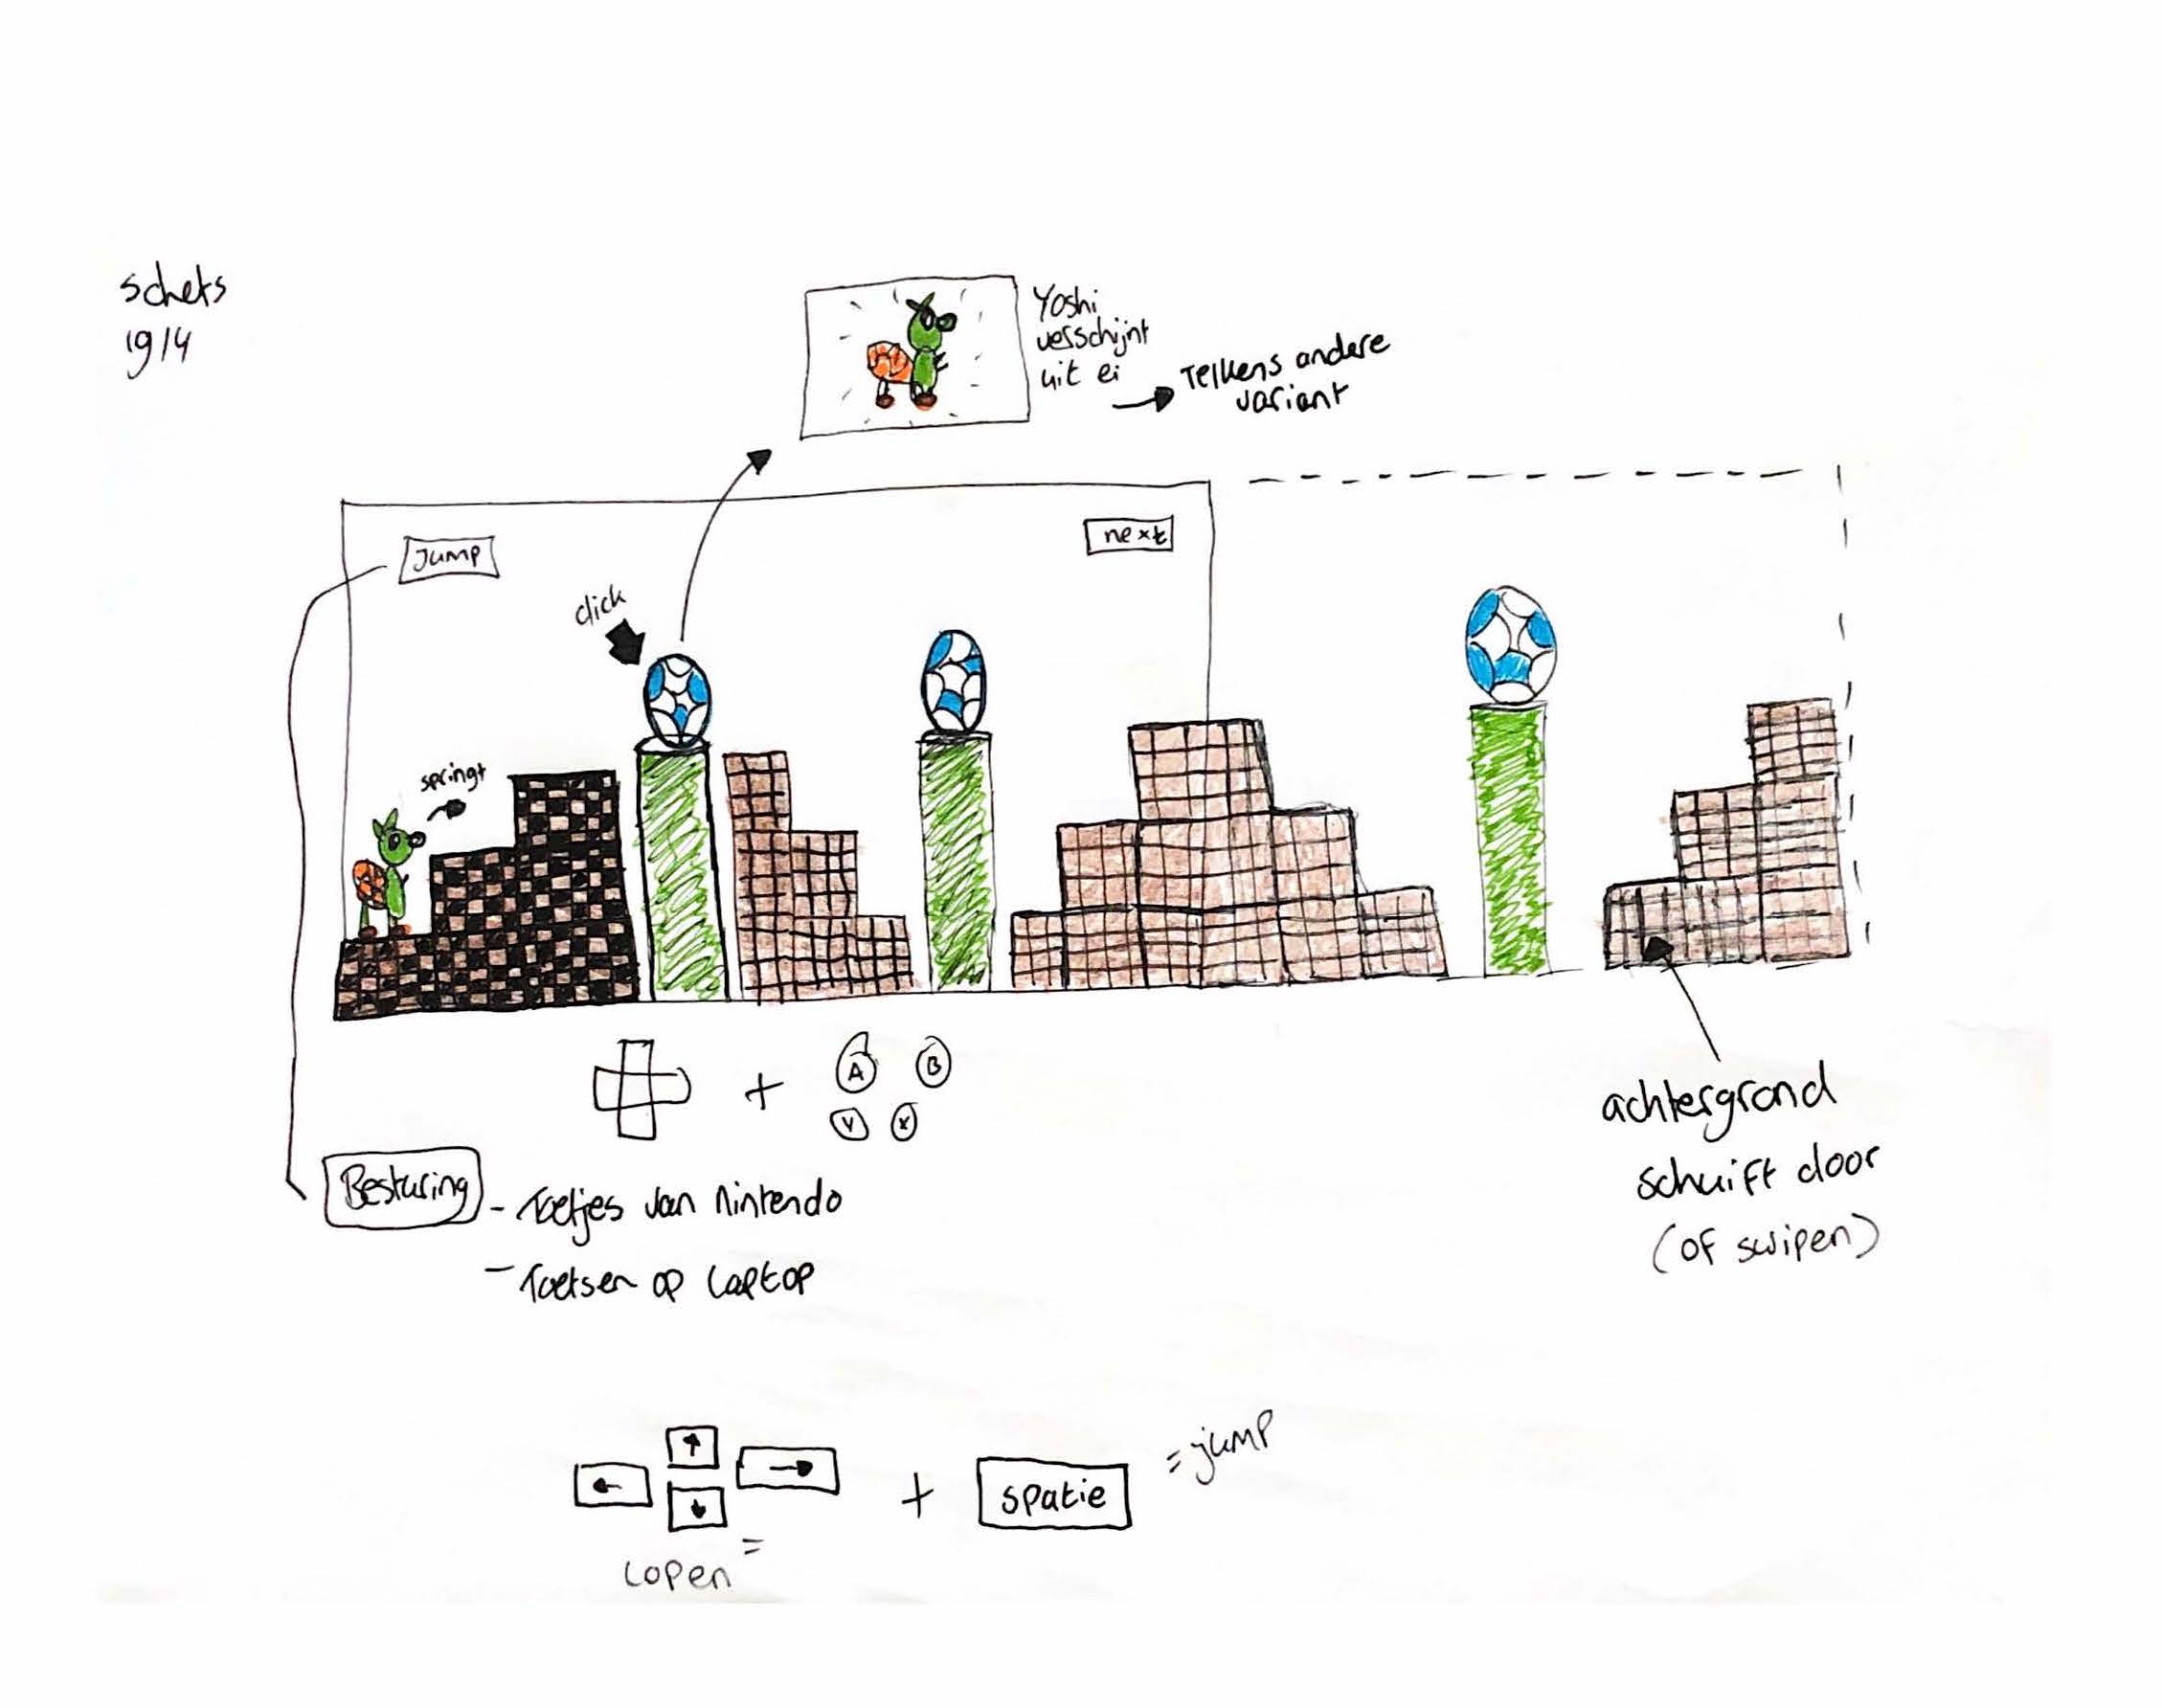 schets
19/4
Yoshi
verschijnt
uit ei
Telkens andere
variant
Jump
next
click
springt
A
B
Y
X
Besturing
- Toetjes van Nintendo
- Toetsen op laptop
achtergrond
schuift door
(of swipen)
+
+
spatie
= jump
=
lopen